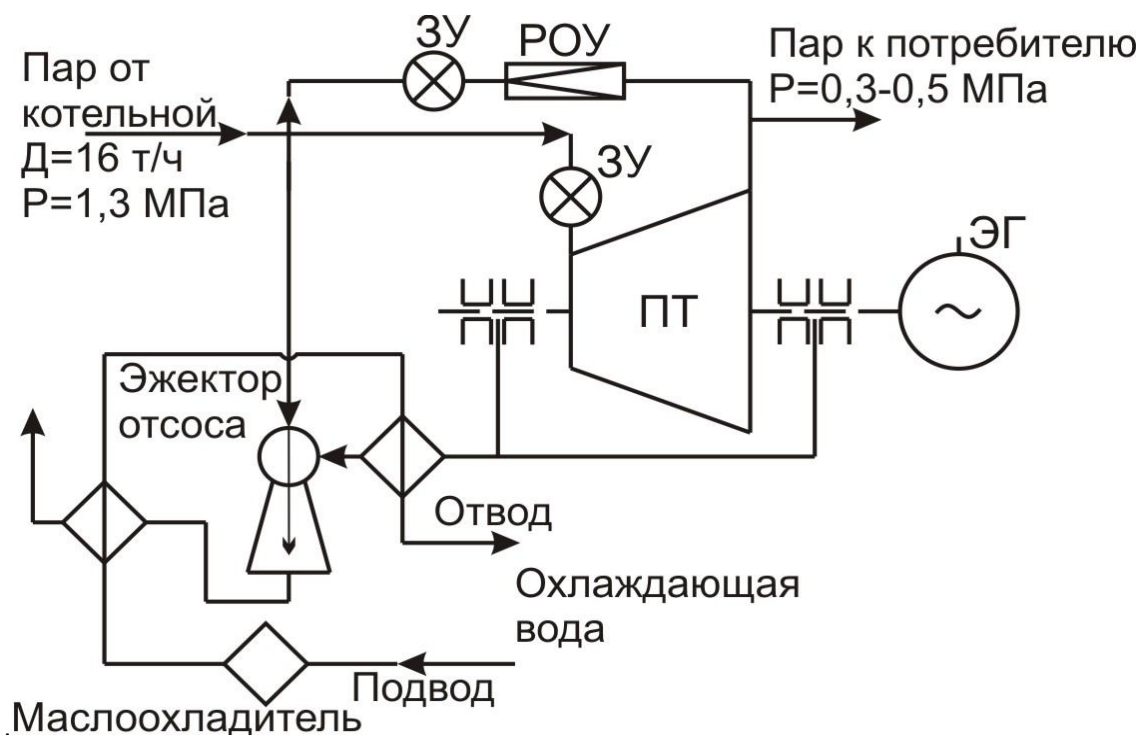 ЗУ
РОУ
Пар к потребителю
Р=0,3-0,5 МПа
Пар от
котельной
Д=16 т/ч
Р=1,3 МПа
ЗУ
ЭГ
ПТ
Эжектор
отсоса
Отвод
Охлаждающая
вода
Подвод
Маслоохладитель